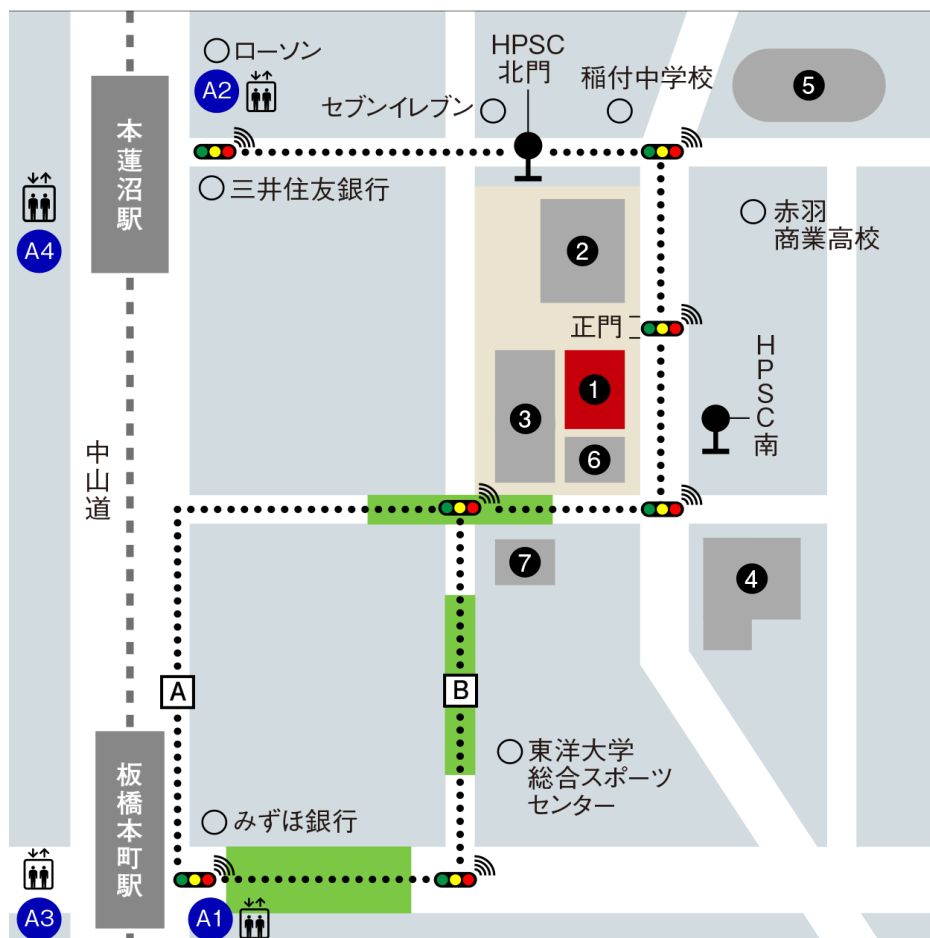 ローソン
A2
HPSC
北門
稲付中学校
5
セブンイレブン
本蓮沼駅
三井住友銀行
A4
赤羽
商業高校
2
正門
1
3
HPSC南
6
中山道
7
4
A
B
東洋大学
総合スポーツ
センター
板橋本町駅
みずほ銀行
A3
A1